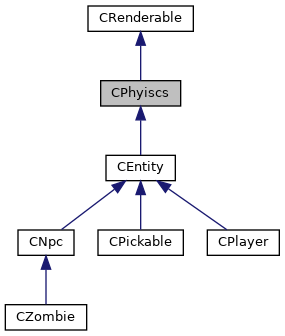 CRenderable
CPhyiscs
CEntity
CNpc
CPickable
CPlayer
CZombie